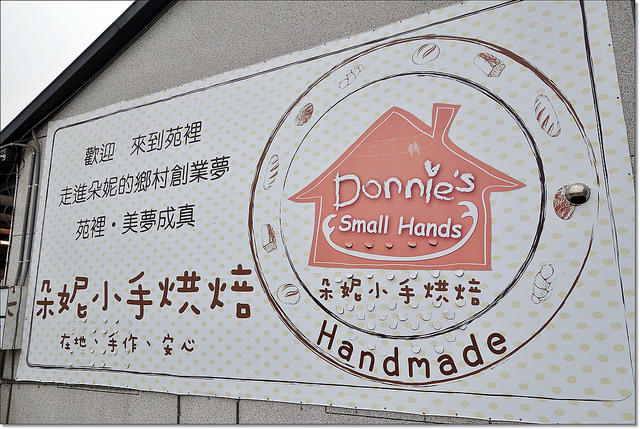 歡迎 來到苑裡
走進朵妮的鄉村創業夢
苑裡・美夢成真
朵妮小手烘焙
在地、手作、安心
Donnie's
Small Hands
朵妮小手烘焙
Handmade